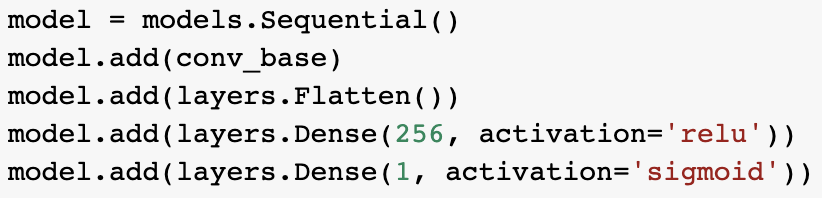 model = models.Sequential()
model.add(conv_base)
model.add(layers.Flatten())
model.add(layers.Dense(256, activation='relu'))
model.add(layers.Dense(1, activation='sigmoid'))